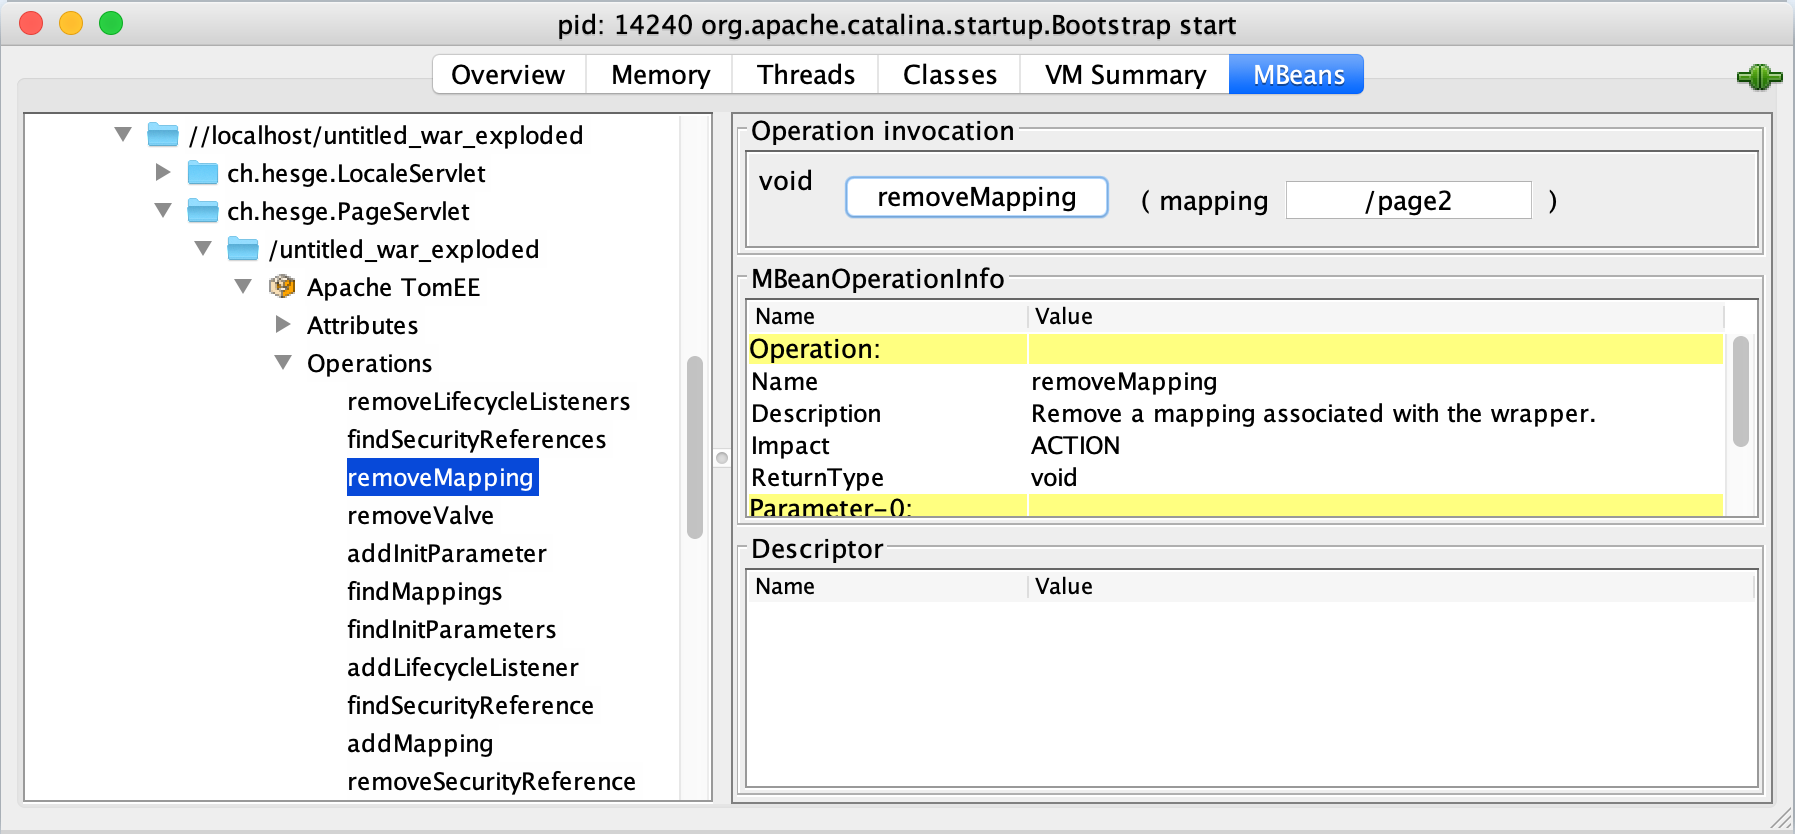 pid: 14240 org.apache.catalina.startup.Bootstrap start
Overview Memory Threads Classes VM Summary MBeans
//localhost/untitled_war_exploded
ch.hesge.LocaleServlet
ch.hesge.PageServlet
/untitled_war_exploded
Apache TomEE
Attributes
Operations
removeLifecycleListeners
findSecurityReferences
removeMapping
removeValve
addInitParameter
findMappings
findInitParameters
addLifecycleListener
findSecurityReference
addMapping
removeSecurityReference
Operation invocation
void removeMapping ( mapping /page2 )
MBeanOperationInfo
Name Value
Operation:
Name removeMapping
Description Remove a mapping associated with the wrapper.
Impact ACTION
ReturnType void
Parameter-0:
Descriptor
Name Value